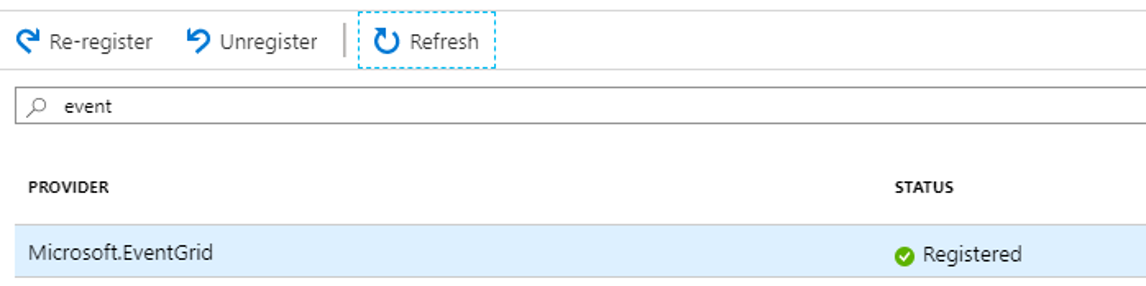 Re-register Unregister Refresh
event
PROVIDER STATUS
Microsoft.EventGrid Registered